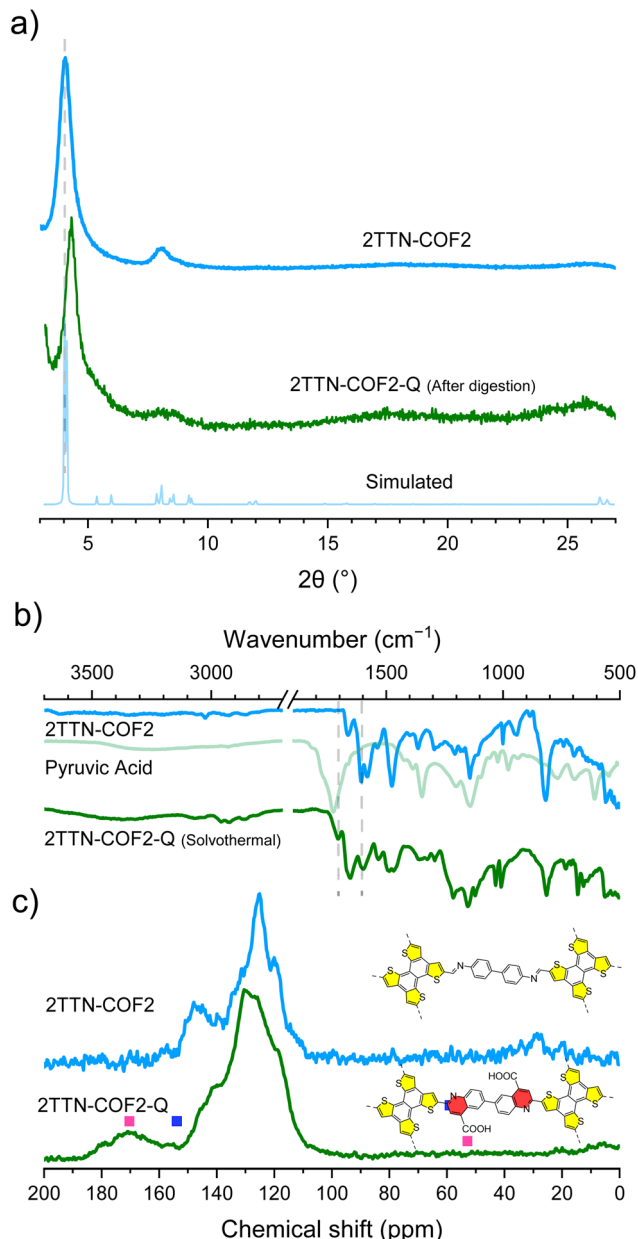 a)
2TTN-COF2
2TTN-COF2-Q (After digestion)
Simulated
5 10 15 20 25
2θ (°)
b)
Wavenumber (cm⁻¹)
3500 3000 1500 1000 500
2TTN-COF2
Pyruvic Acid
2TTN-COF2-Q (Solvothermal)
c)
S S S S N N S S S S
2TTN-COF2
HOOC
2TTN-COF2-Q
S S S S N N S S S S
COOH
200 180 160 140 120 100 80 60 40 20 0
Chemical shift (ppm)